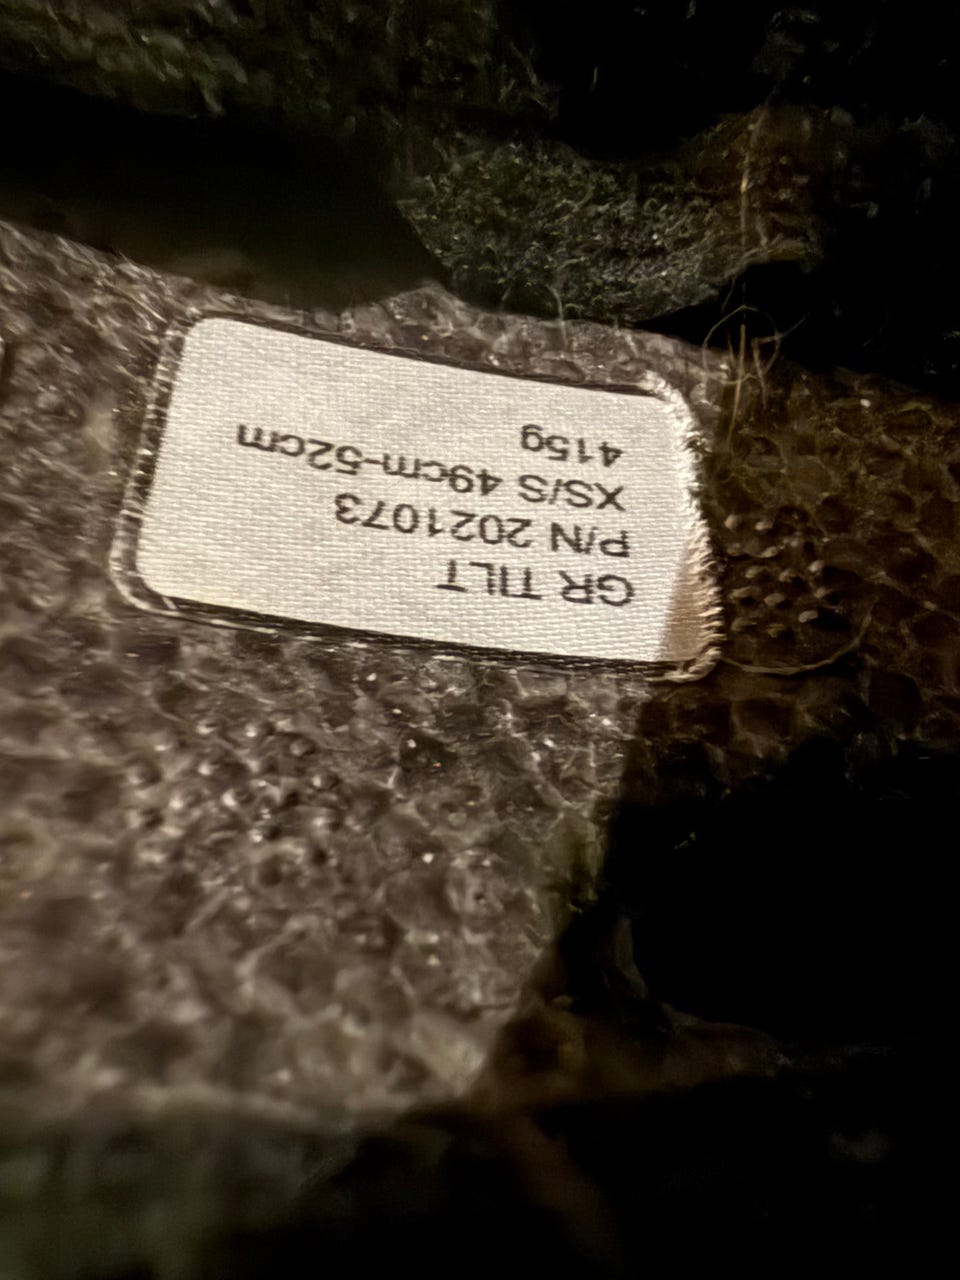 GR TILT
P/N 2021073
XS/S 49cm-52cm
415g